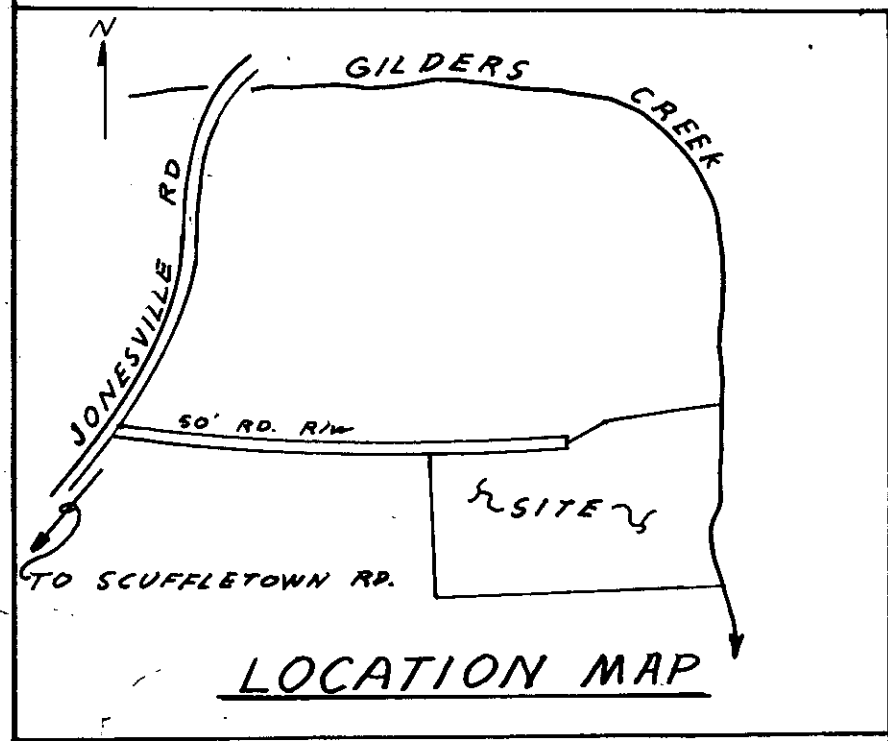 N
GILDERS
CREEK
JONESVILLE RD
50' RD. R/W
SITE
TO SCUFFLETOWN RD.
LOCATION MAP